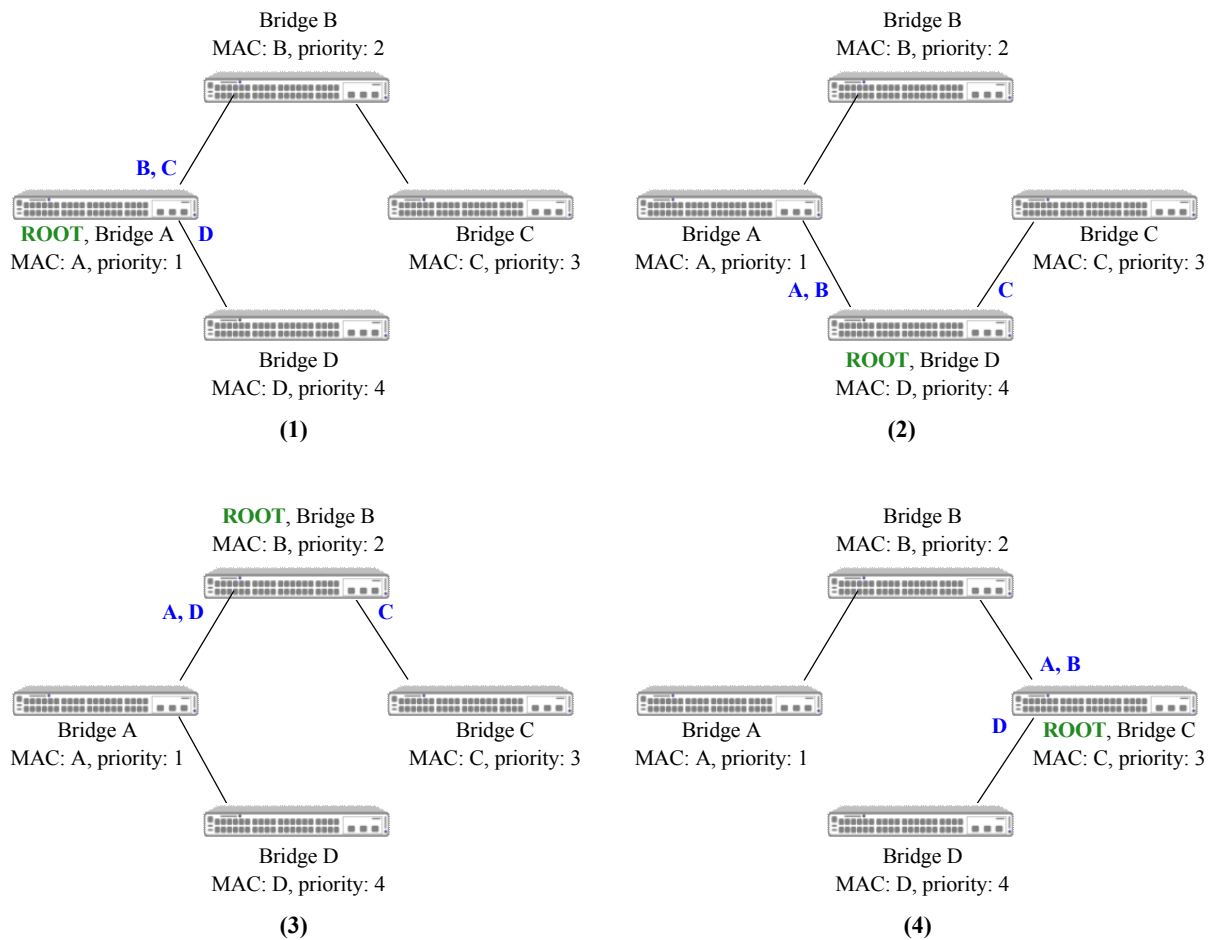 Bridge B
MAC: B, priority: 2
B, C
ROOT, Bridge A
MAC: A, priority: 1
D
Bridge C
MAC: C, priority: 3
Bridge D
MAC: D, priority: 4
(1)
Bridge B
MAC: B, priority: 2
Bridge A
MAC: A, priority: 1
A, B
Bridge C
MAC: C, priority: 3
C
ROOT, Bridge D
MAC: D, priority: 4
(2)
ROOT, Bridge B
MAC: B, priority: 2
A, D
C
Bridge A
MAC: A, priority: 1
Bridge C
MAC: C, priority: 3
Bridge D
MAC: D, priority: 4
(3)
Bridge B
MAC: B, priority: 2
A, B
Bridge A
MAC: A, priority: 1
D
ROOT, Bridge C
MAC: C, priority: 3
Bridge D
MAC: D, priority: 4
(4)